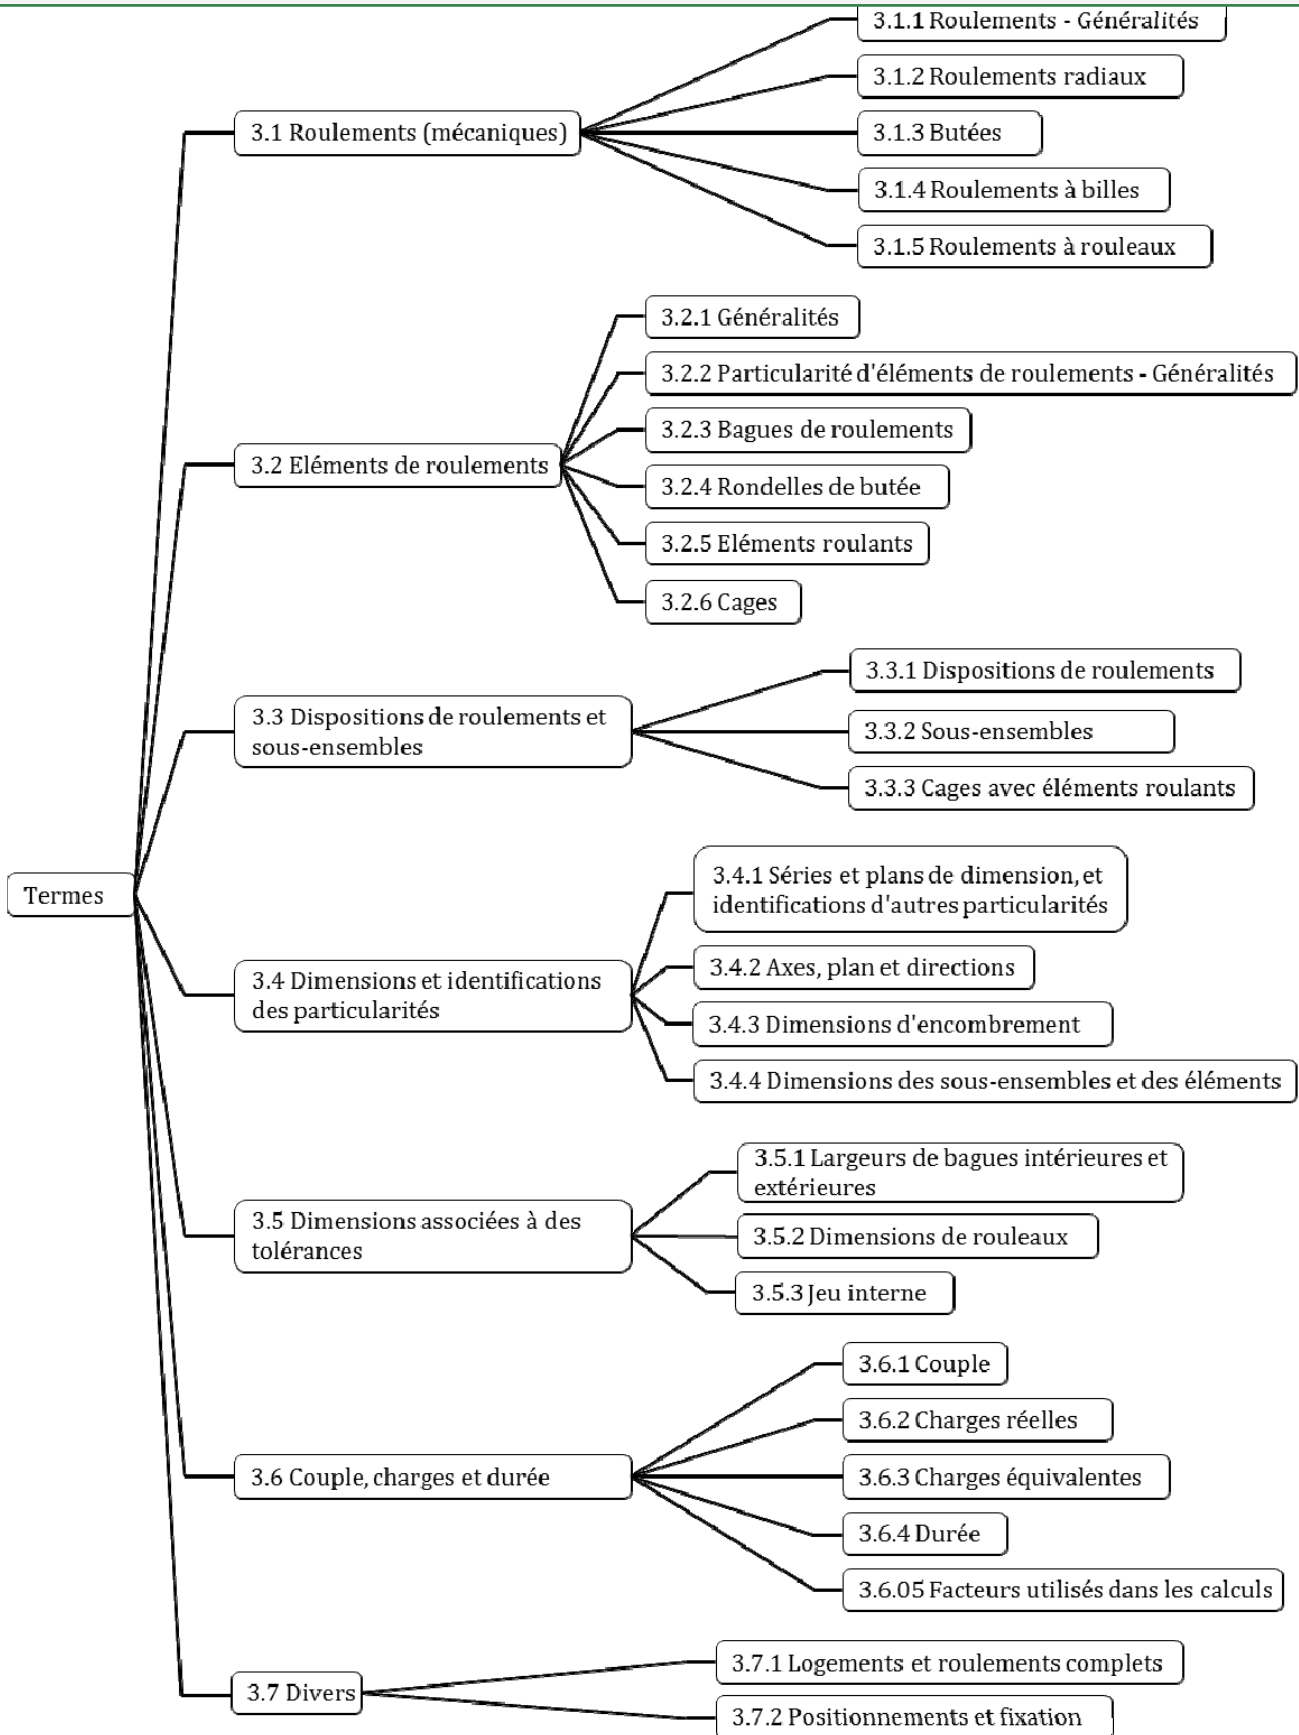 Termes
3.1 Roulements (mécaniques)
3.1.1 Roulements - Généralités
3.1.2 Roulements radiaux
3.1.3 Butées
3.1.4 Roulements à billes
3.1.5 Roulements à rouleaux
3.2 Eléments de roulements
3.2.1 Généralités
3.2.2 Particularité d'éléments de roulements - Généralités
3.2.3 Bagues de roulements
3.2.4 Rondelles de butée
3.2.5 Eléments roulants
3.2.6 Cages
3.3 Dispositions de roulements et
sous-ensembles
3.3.1 Dispositions de roulements
3.3.2 Sous-ensembles
3.3.3 Cages avec éléments roulants
3.4 Dimensions et identifications
des particularités
3.4.1 Séries et plans de dimension, et
identifications d'autres particularités
3.4.2 Axes, plan et directions
3.4.3 Dimensions d'encombrement
3.4.4 Dimensions des sous-ensembles et des éléments
3.5 Dimensions associées à des
tolérances
3.5.1 Largeurs de bagues intérieures et
extérieures
3.5.2 Dimensions de rouleaux
3.5.3 Jeu interne
3.6 Couple, charges et durée
3.6.1 Couple
3.6.2 Charges réelles
3.6.3 Charges équivalentes
3.6.4 Durée
3.6.05 Facteurs utilisés dans les calculs
3.7 Divers
3.7.1 Logements et roulements complets
3.7.2 Positionnements et fixation